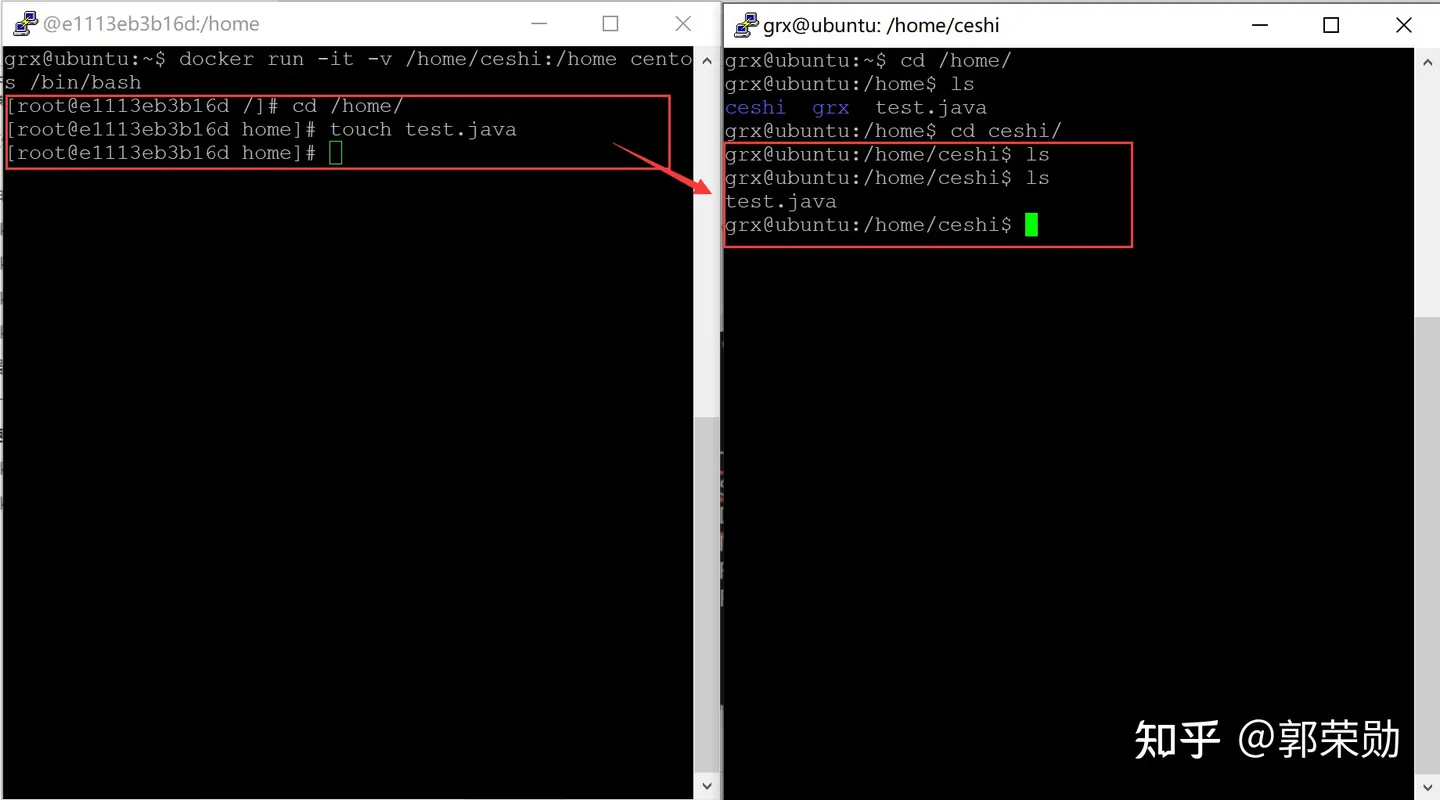 @e1113eb3b16d:/home
grx@ubuntu:~$ docker run -it -v /home/ceshi:/home cento
s /bin/bash
[root@e1113eb3b16d /]# cd /home/
[root@e1113eb3b16d home]# touch test.java
[root@e1113eb3b16d home]#
grx@ubuntu: /home/ceshi
grx@ubuntu:~$ cd /home/
grx@ubuntu:/home$ ls
ceshi grx test.java
grx@ubuntu:/home$ cd ceshi/
grx@ubuntu:/home/ceshi$ ls
grx@ubuntu:/home/ceshi$ ls
test.java
grx@ubuntu:/home/ceshi$
知乎 @郭荣勋